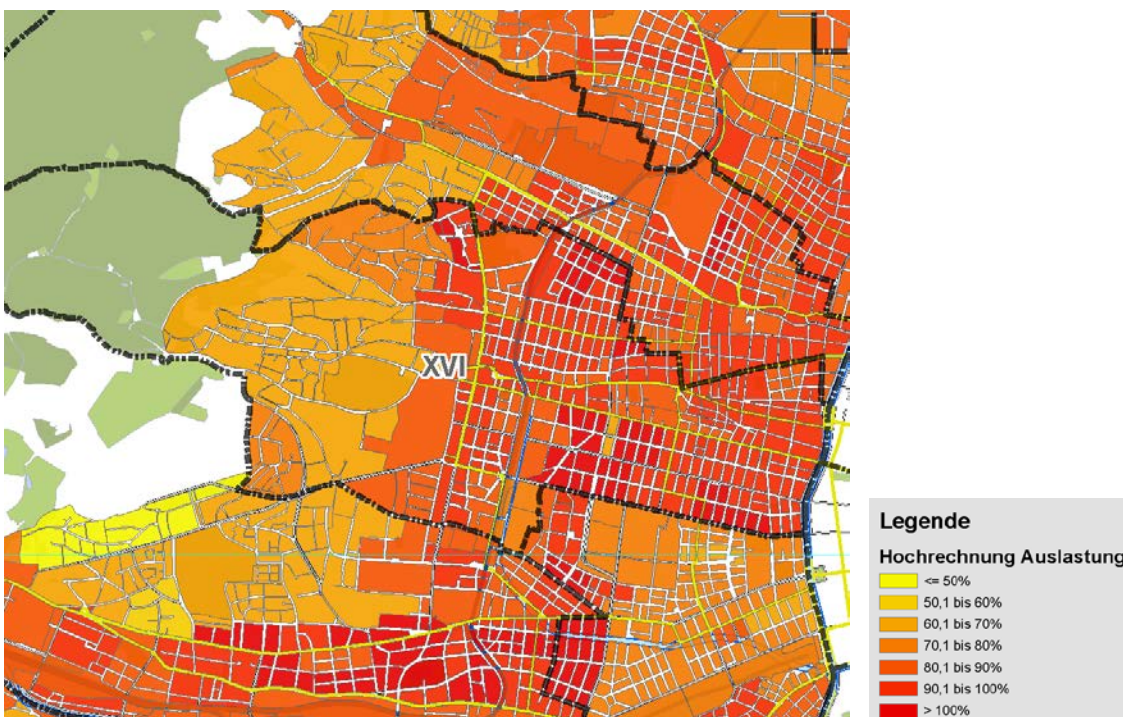 XVI
Legende
Hochrechnung Auslastung
<= 50%
50,1 bis 60%
60,1 bis 70%
70,1 bis 80%
80,1 bis 90%
90,1 bis 100%
> 100%